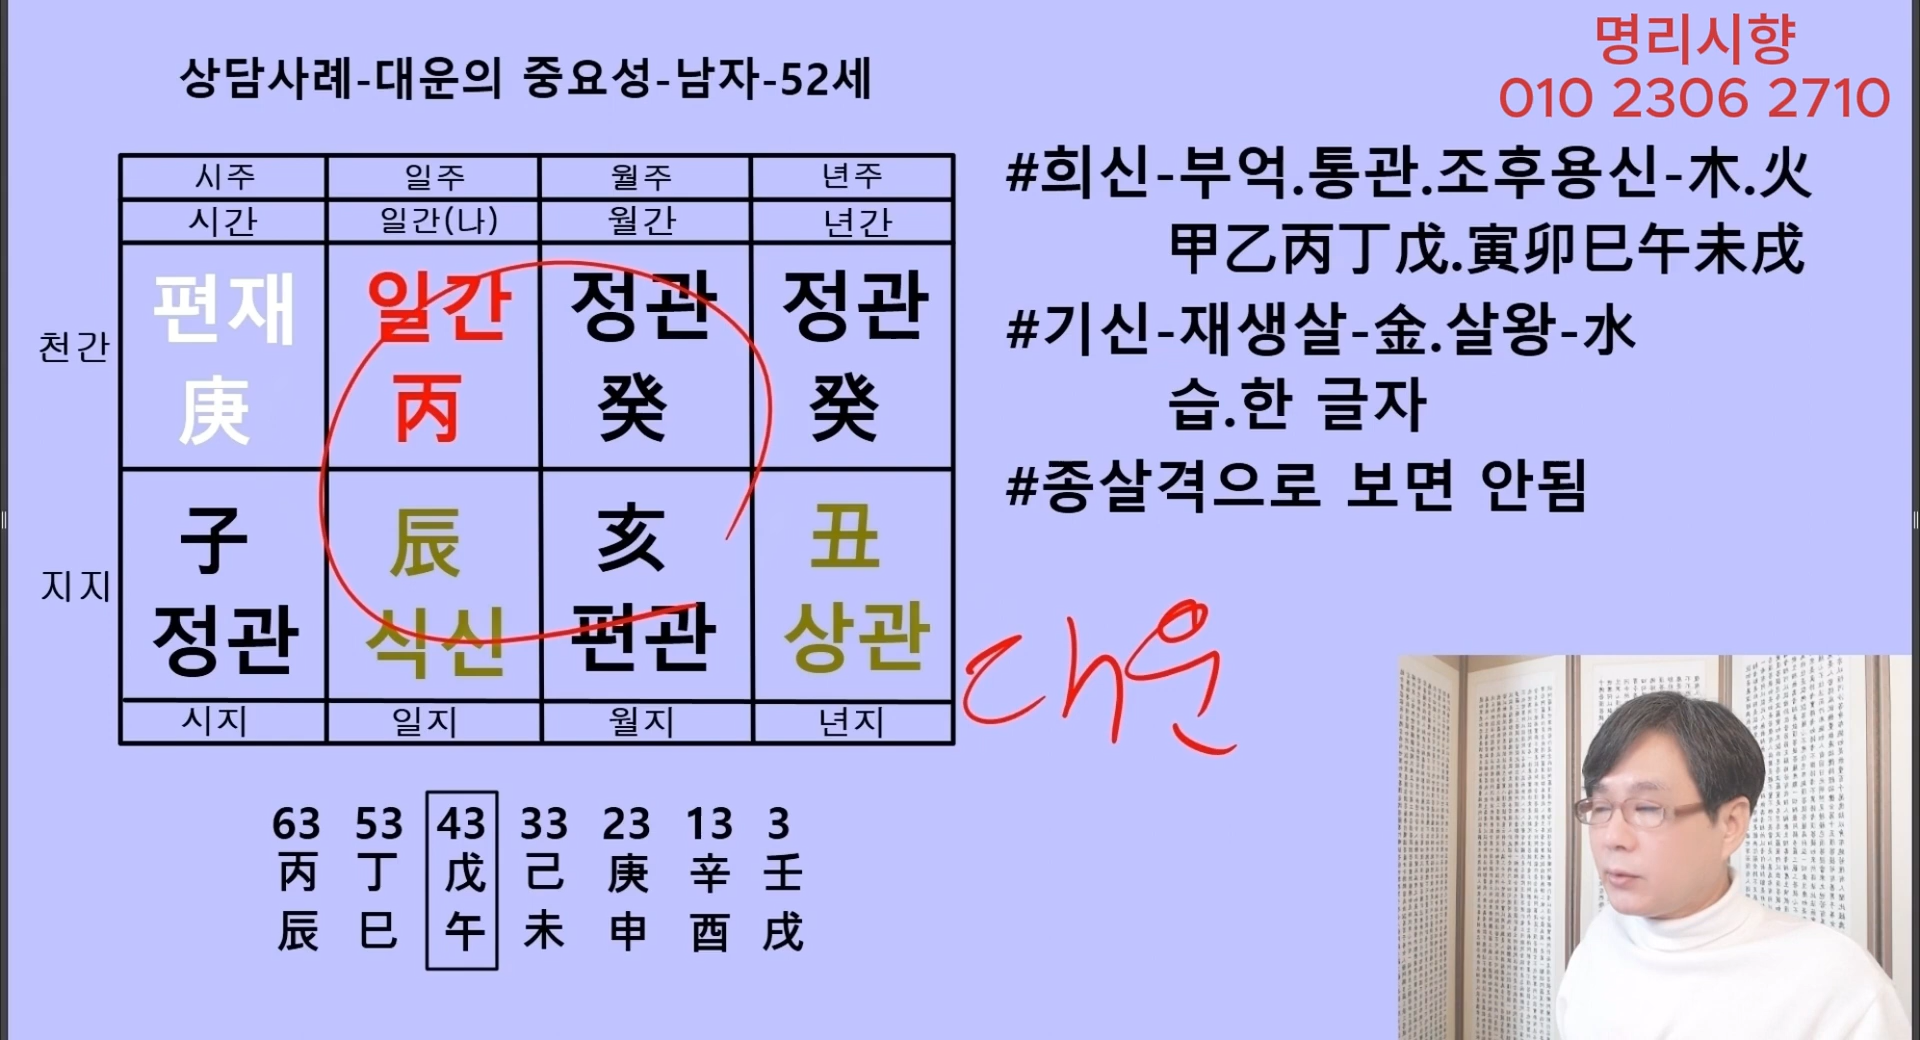 명리시향
010 2306 2710
상담사례-대운의 중요성-남자-52세
시주 일주 월주 년주
시간 일간(나) 월간 년간
편재 일간 정관 정관
천간
庚 丙 癸 癸
子 辰 亥 丑
지지
정관 식신 편관 상관
시지 일지 월지 년지
#희신-부억.통관.조후용신-木.火
甲乙丙丁戊.寅卯巳午未戌
#기신-재생살-金.살왕-水
습.한 글자
#종살격으로 보면 안됨
대운
63 53 43 33 23 13 3
丙 丁 戊 己 庚 辛 壬
辰 巳 午 未 申 酉 戌